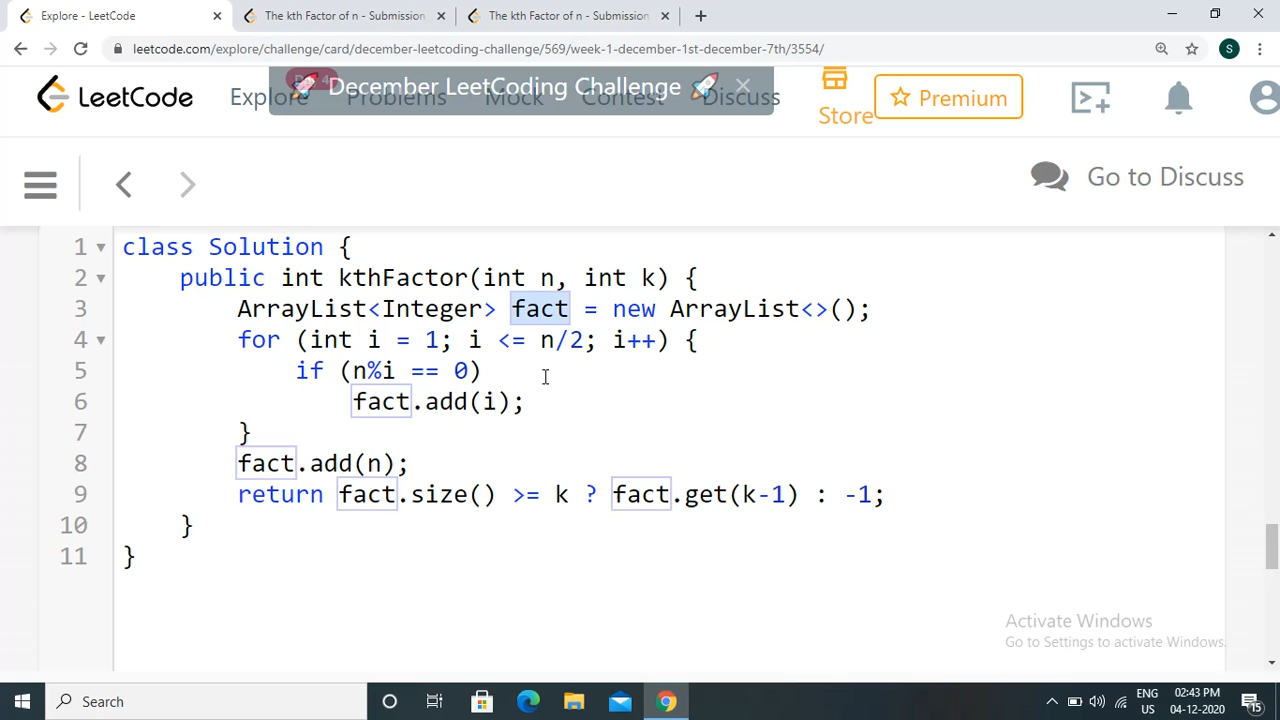 Explore - LeetCode
The kth Factor of n - Submission
The kth Factor of n - Submission
leetcode.com/explore/challenge/card/december-leetcoding-challenge/569/week-1-december-1st-december-7th/3554/
🚀 December LeetCoding Challenge 🚀
LeetCode Explore Problems Mock Contest Discuss Store Premium
Go to Discuss
1 class Solution {
2 public int kthFactor(int n, int k) {
3 ArrayList<Integer> fact = new ArrayList<>();
4 for (int i = 1; i <= n/2; i++) {
5 if (n%i == 0)
6 fact.add(i);
7 }
8 fact.add(n);
9 return fact.size() >= k ? fact.get(k-1) : -1;
10 }
11 }
Activate Windows
Go to Settings to activate Windows.
Search
ENG 02:43 PM
US 04-12-2020
15
S